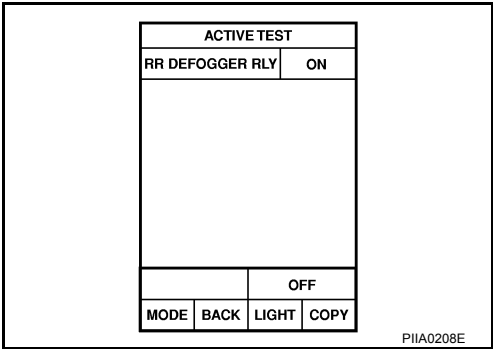 ACTIVE TEST
RR DEFOGGER RLY ON
OFF
MODE BACK LIGHT COPY
PIIA0208E